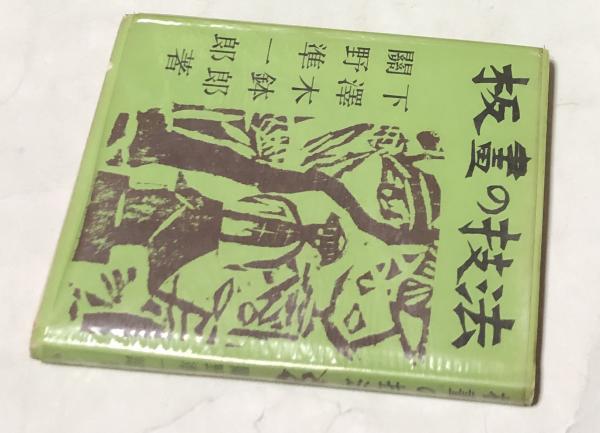 板畫の技法
下澤木鉢郎
關野準一郎
著